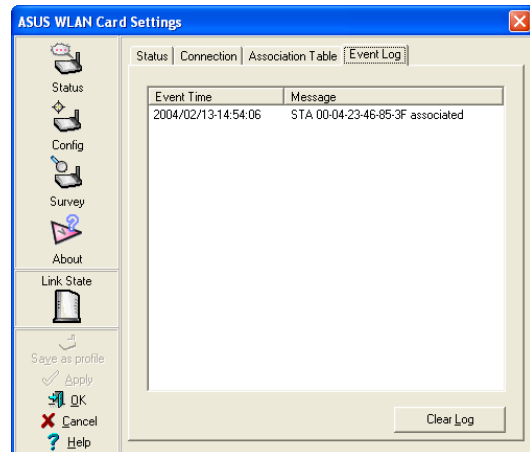 ASUS WLAN Card Settings
Status
Config
Survey
About
Link State
Save as profile
Apply
OK
Cancel
Help
Status Connection Association Table Event Log
Event Time Message
2004/02/13-14:54:06 STA 00-04-23-46-85-3F associated
Clear Log